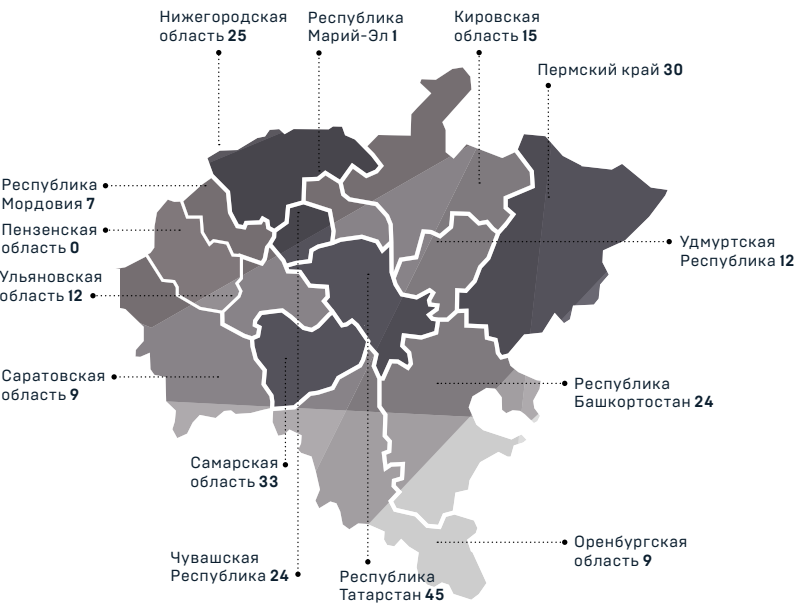 Нижегородская
область 25
Республика
Марий-Эл 1
Кировская
область 15
Пермский край 30
Республика
Мордовия 7
Пензенская
область 0
Ульяновская
область 12
Удмуртская
Республика 12
Саратовская
область 9
Республика
Башкортостан 24
Самарская
область 33
Чувашская
Республика 24
Республика
Татарстан 45
Оренбургская
область 9